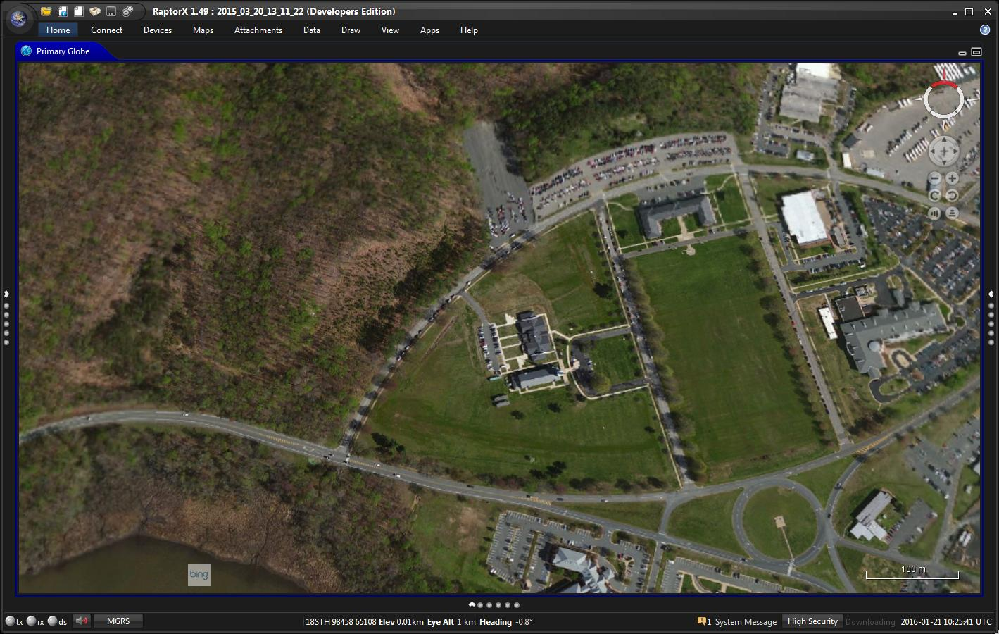 RaptorX 1.49 : 2015_03_20_13_11_22 (Developers Edition)
Home Connect Devices Maps Attachments Data Draw View Apps Help ?
Primary Globe
bing
100 m
tx rx ds MGRS 18STH 98458 65108 Elev 0.01km Eye Alt 1 km Heading -0.8° !1 System Message High Security Downloading 2016-01-21 10:25:41 UTC